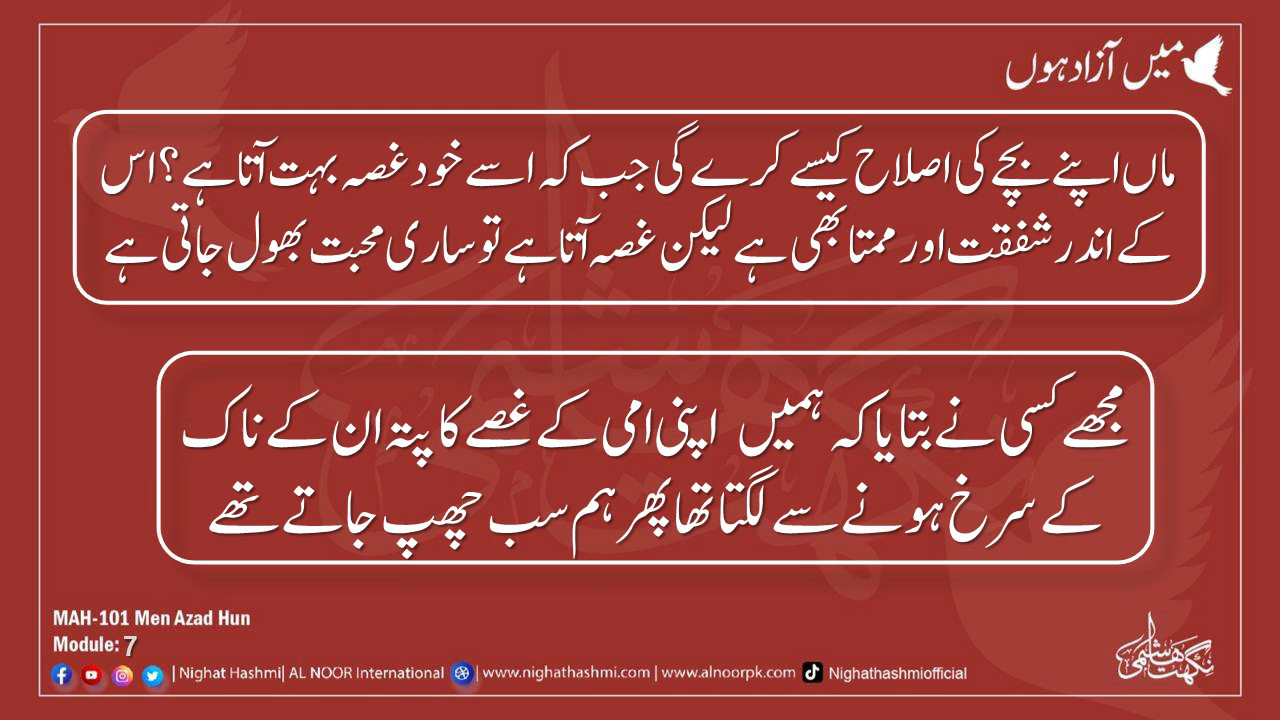 میں آزاد ہوں
ماں اپنے بچے کی اصلاح کیسے کرے گی جب کہ اسے خود غصہ بہت آتا ہے؟ اس
کے اندر شفقت اور ممتا بھی ہے لیکن غصہ آتا ہے تو ساری محبت بھول جاتی ہے
مجھے کسی نے بتایا کہ ہمیں اپنی امی کے غصے کا پتہ ان کے ناک
کے سرخ ہونے سے لگتا تھا پھر ہم سب چھپ جاتے تھے
MAH-101 Men Azad Hun
Module: 7
| Nighat Hashmi| AL NOOR International | www.nighathashmi.com | www.alnoorpk.com Nighathashmiofficial
نگہت ہاشمی